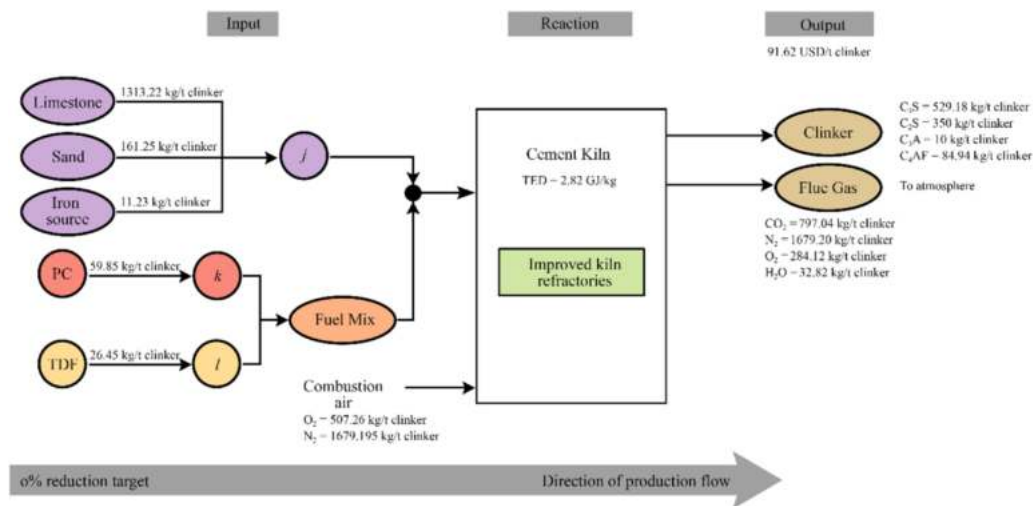 Input
Reaction
Output
91.62 USD/t clinker
Limestone
1313.22 kg/t clinker
Sand
161.25 kg/t clinker
Iron
source
11.23 kg/t clinker
j
PC
59.85 kg/t clinker
k
TDF
26.45 kg/t clinker
l
Fuel Mix
Combustion
air
O₂ = 507.26 kg/t clinker
N₂ = 1679.195 kg/t clinker
Cement Kiln
TED = 2.82 GJ/kg
Improved kiln
refractories
Clinker
C₃S = 529.18 kg/t clinker
C₂S = 350 kg/t clinker
C₃A = 10 kg/t clinker
C₄AF = 84.94 kg/t clinker
Flue Gas
To atmosphere
CO₂ = 797.04 kg/t clinker
N₂ = 1679.20 kg/t clinker
O₂ = 284.12 kg/t clinker
H₂O = 32.82 kg/t clinker
o% reduction target
Direction of production flow